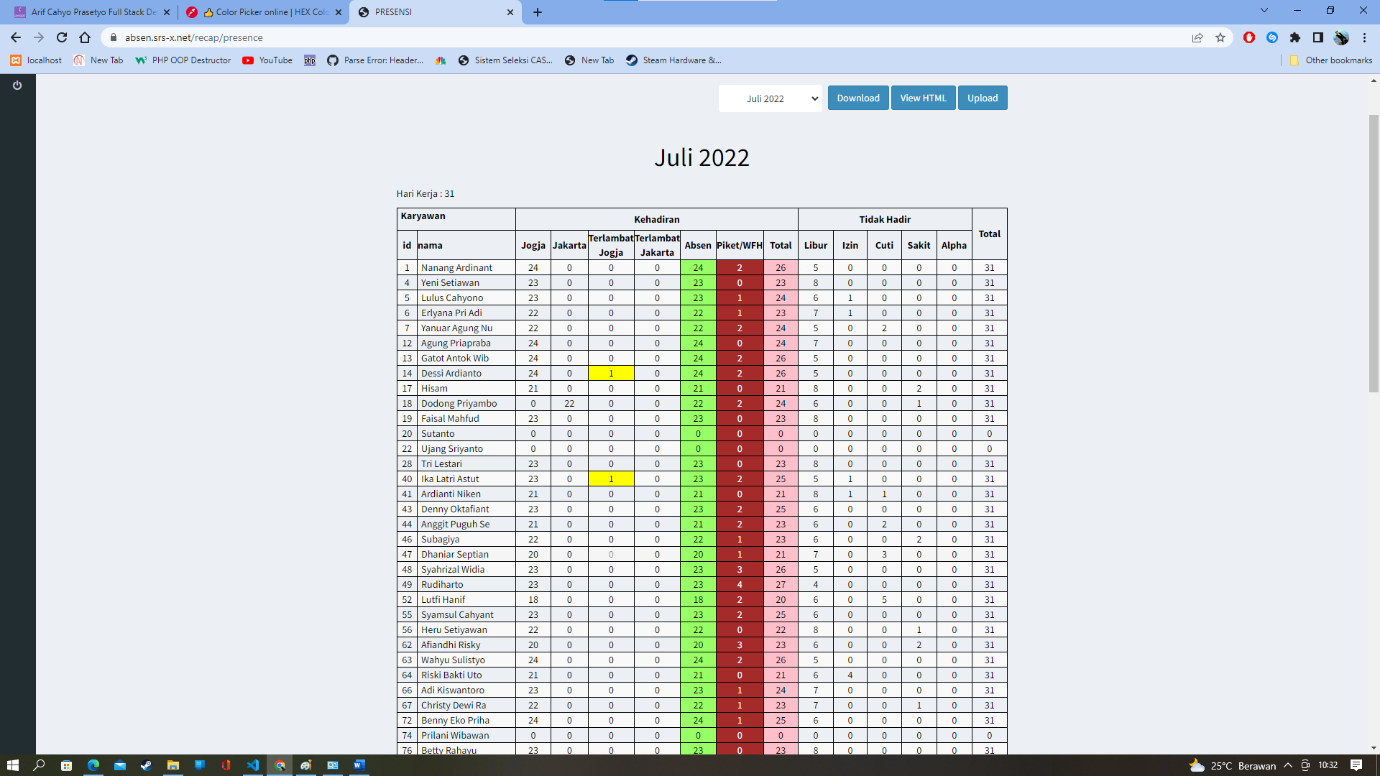 Arif Cahyo Prasetyo Full Stack De
Color Picker online | HEX Colo
PRESENSI
absen.srs-x.net/recap/presence
localhost New Tab PHP OOP Destructor YouTube Parse Error: Header... Sistem Seleksi CAS... New Tab Steam Hardware &... Other bookmarks
Juli 2022 Download View HTML Upload
Juli 2022
Hari Kerja : 31
Karyawan Kehadiran Tidak Hadir Total
id nama Jogja Jakarta Terlambat Jogja Terlambat Jakarta Absen Piket/WFH Total Libur Izin Cuti Sakit Alpha
1 Nanang Ardinant 24 0 0 0 24 2 26 5 0 0 0 0 31
4 Yeni Setiawan 23 0 0 0 23 0 23 8 0 0 0 0 31
5 Lulus Cahyono 23 0 0 0 23 1 24 6 1 0 0 0 31
6 Erlyana Pri Adi 22 0 0 0 22 1 23 7 1 0 0 0 31
7 Yanuar Agung Nu 22 0 0 0 22 2 24 5 0 2 0 0 31
12 Agung Priapraba 24 0 0 0 24 0 24 7 0 0 0 0 31
13 Gatot Antok Wib 24 0 0 0 24 2 26 5 0 0 0 0 31
14 Dessi Ardianto 24 0 1 0 24 2 26 5 0 0 0 0 31
17 Hisam 21 0 0 0 21 0 21 8 0 0 2 0 31
18 Dodong Priyambo 0 22 0 0 22 2 24 6 0 0 1 0 31
19 Faisal Mahfud 23 0 0 0 23 0 23 8 0 0 0 0 31
20 Sutanto 0 0 0 0 0 0 0 0 0 0 0 0 0
22 Ujang Sriyanto 0 0 0 0 0 0 0 0 0 0 0 0 0
28 Tri Lestari 23 0 0 0 23 0 23 8 0 0 0 0 31
40 Ika Latri Astut 23 0 1 0 23 2 25 5 1 0 0 0 31
41 Ardianti Niken 21 0 0 0 21 0 21 8 1 1 0 0 31
43 Denny Oktafiant 23 0 0 0 23 2 25 6 0 0 0 0 31
44 Anggit Puguh Se 21 0 0 0 21 2 23 6 0 2 0 0 31
46 Subagiya 22 0 0 0 22 1 23 6 0 0 2 0 31
47 Dhaniar Septian 20 0 0 0 20 1 21 7 0 3 0 0 31
48 Syahrizal Widia 23 0 0 0 23 3 26 5 0 0 0 0 31
49 Rudiharto 23 0 0 0 23 4 27 4 0 0 0 0 31
52 Lutfi Hanif 18 0 0 0 18 2 20 6 0 5 0 0 31
55 Syamsul Cahyant 23 0 0 0 23 2 25 6 0 0 0 0 31
56 Heru Setiyawan 22 0 0 0 22 0 22 8 0 0 1 0 31
62 Afiandhi Risky 20 0 0 0 20 3 23 6 0 0 2 0 31
63 Wahyu Sulistyo 24 0 0 0 24 2 26 5 0 0 0 0 31
64 Riski Bakti Uto 21 0 0 0 21 0 21 6 4 0 0 0 31
66 Adi Kiswantoro 23 0 0 0 23 1 24 7 0 0 0 0 31
67 Christy Dewi Ra 22 0 0 0 22 1 23 7 0 0 1 0 31
72 Benny Eko Priha 24 0 0 0 24 1 25 6 0 0 0 0 31
74 Prilani Wibawan 0 0 0 0 0 0 0 0 0 0 0 0 0
76 Betty Rahayu 23 0 0 0 23 0 23 8 0 0 0 0 31
25°C Berawan 10:32